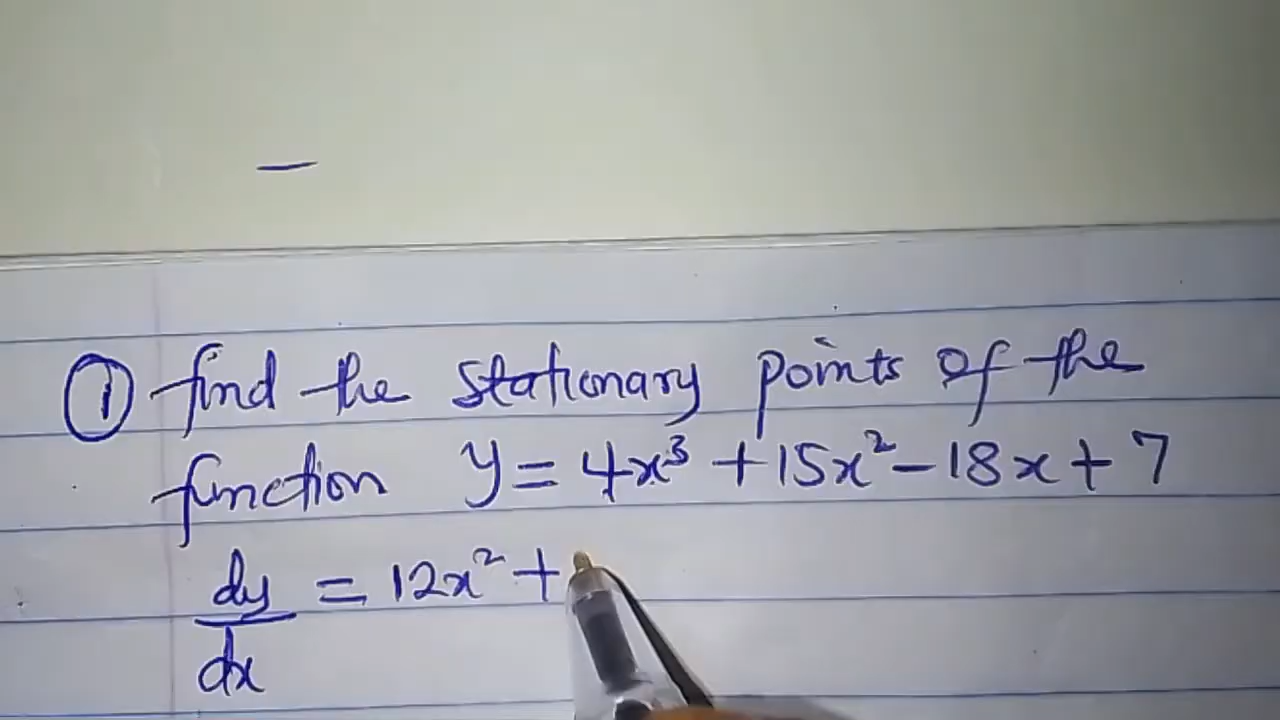 ① find the stationary points of the
function y = 4x³ + 15x² - 18x + 7
dy/dx = 12x² +